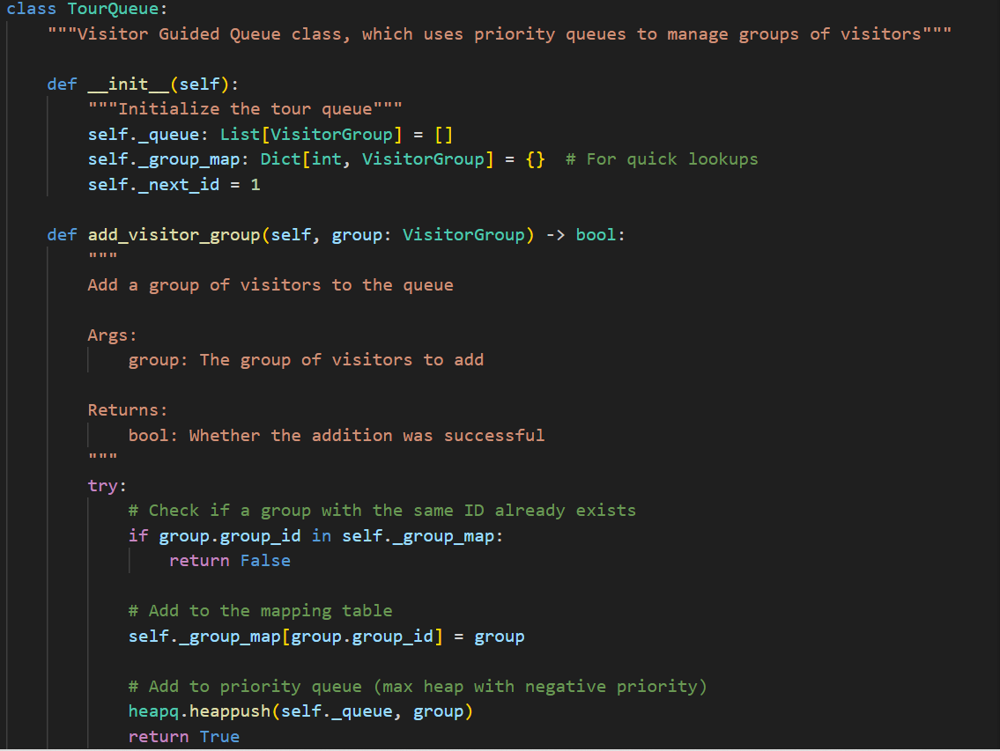 class TourQueue:
    """Visitor Guided Queue class, which uses priority queues to manage groups of visitors"""

    def __init__(self):
        """Initialize the tour queue"""
        self._queue: List[VisitorGroup] = []
        self._group_map: Dict[int, VisitorGroup] = {}  # For quick lookups
        self._next_id = 1

    def add_visitor_group(self, group: VisitorGroup) -> bool:
        """
        Add a group of visitors to the queue

        Args:
            group: The group of visitors to add

        Returns:
            bool: Whether the addition was successful
        """
        try:
            # Check if a group with the same ID already exists
            if group.group_id in self._group_map:
                return False

            # Add to the mapping table
            self._group_map[group.group_id] = group

            # Add to priority queue (max heap with negative priority)
            heapq.heappush(self._queue, group)
            return True